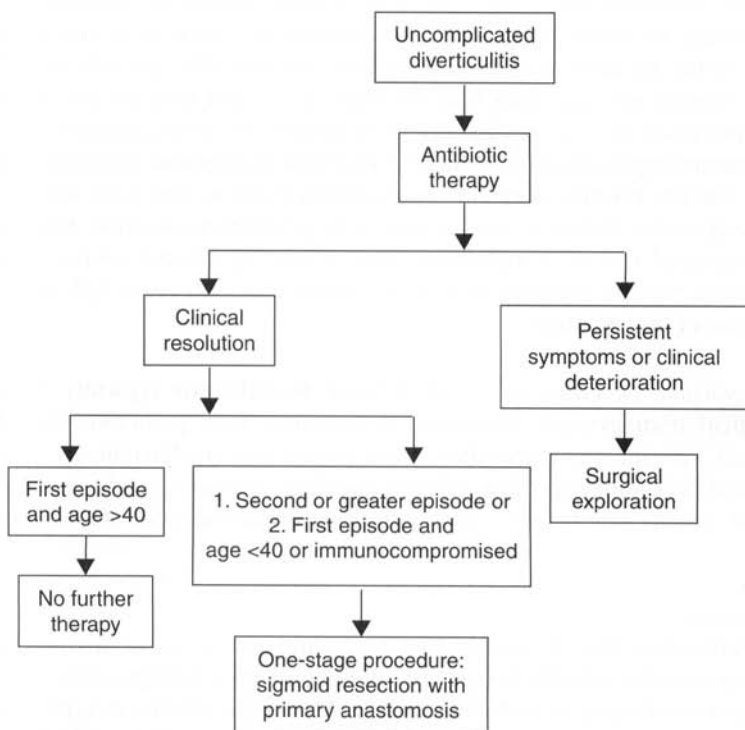 Uncomplicated
diverticulitis
Antibiotic
therapy
Clinical
resolution
Persistent
symptoms or clinical
deterioration
First episode
and age >40
1. Second or greater episode or
2. First episode and
age <40 or immunocompromised
Surgical
exploration
No further
therapy
One-stage procedure:
sigmoid resection with
primary anastomosis